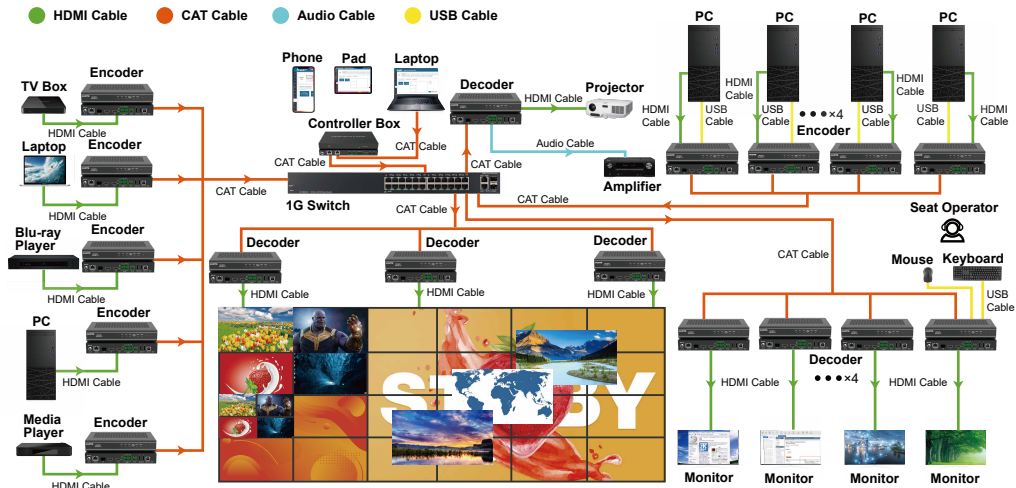 HDMI Cable
CAT Cable
Audio Cable
USB Cable
TV Box
Encoder
HDMI Cable
Laptop
Encoder
HDMI Cable
CAT Cable
Blu-ray
Player
Encoder
HDMI Cable
PC
Encoder
HDMI Cable
Media
Player
Encoder
HDMI Cable
Phone
Pad
Laptop
Controller Box
CAT Cable
CAT
Cable
1G Switch
Decoder
HDMI Cable
Projector
Audio Cable
Amplifier
CAT Cable
CAT Cable
CAT Cable
Decoder
HDMI Cable
Decoder
HDMI Cable
Decoder
HDMI Cable
ST
BY
PC
PC
PC
PC
HDMI
Cable
USB
Cable
HDMI
Cable
USB
Cable
×4
Encoder
HDMI
Cable
USB
Cable
USB
Cable
HDMI
Cable
CAT Cable
Seat Operator
Mouse
Keyboard
USB
Cable
Decoder
×4
HDMI Cable
HDMI Cable
Monitor
Monitor
Monitor
Monitor